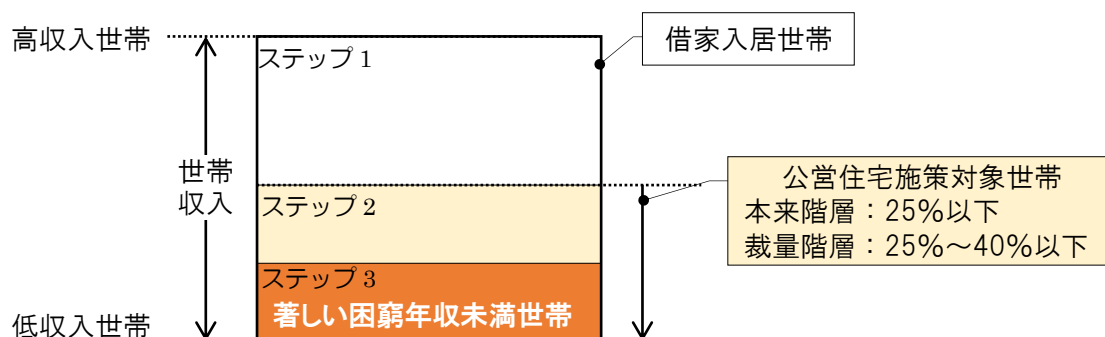 高収入世帯
ステップ 1
借家入居世帯
世帯
収入
ステップ 2
公営住宅施策対象世帯
本来階層：25%以下
裁量階層：25%～40%以下
ステップ 3
著しい困窮年収未満世帯
低収入世帯